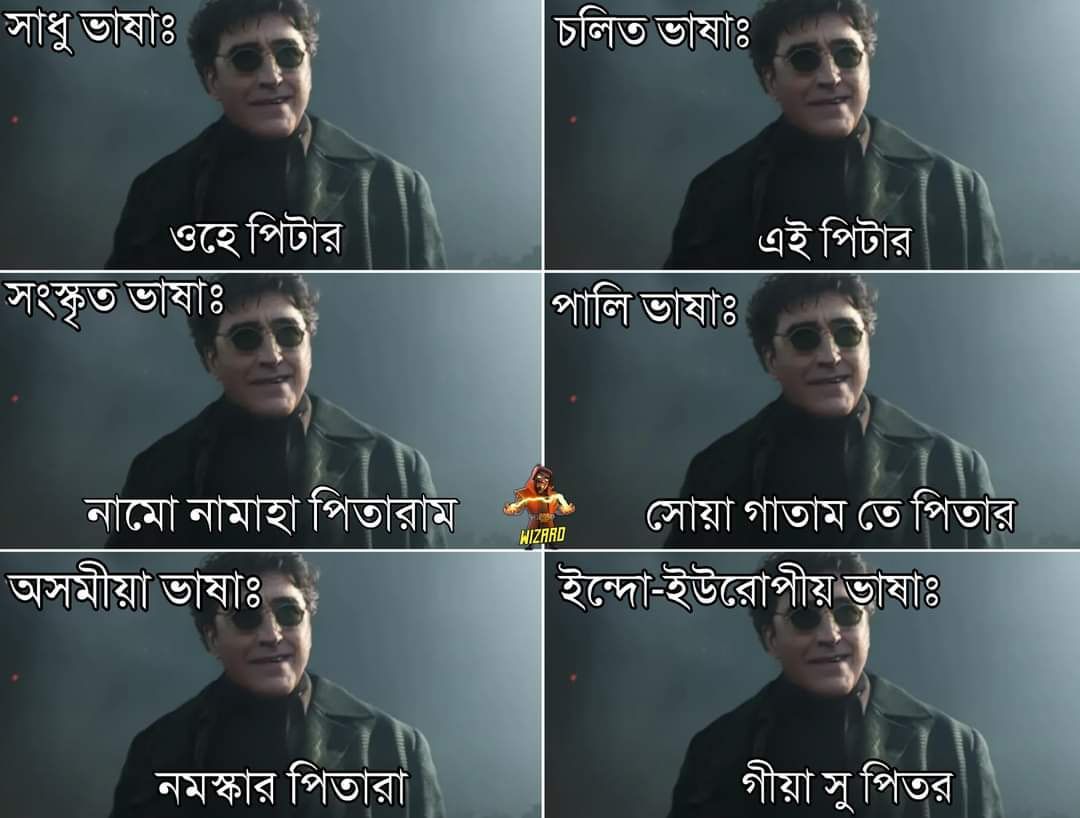 সাধু ভাষাঃ
চলিত ভাষাঃ
ওহে পিটার
এই পিটার
সংস্কৃত ভাষাঃ
পালি ভাষাঃ
নামো নামাহা পিতারাম
সোয়া গাতাম তে পিতার
WIZARD
অসমীয়া ভাষাঃ
ইন্দো-ইউরোপীয় ভাষাঃ
নমস্কার পিতারা
গীয়া সু পিতর